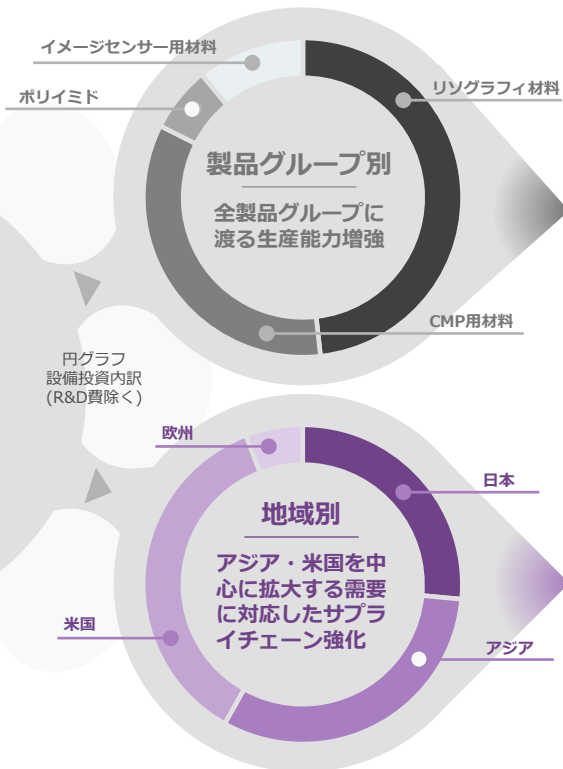 イメージセンサー用材料
リソグラフィ材料
ポリイミド
製品グループ別
全製品グループに
渡る生産能力増強
CMP用材料
円グラフ
設備投資内訳
(R&D費除く)
欧州
日本
地域別
アジア・米国を中
心に拡大する需要
に対応したサプラ
イチェーン強化
米国
アジア